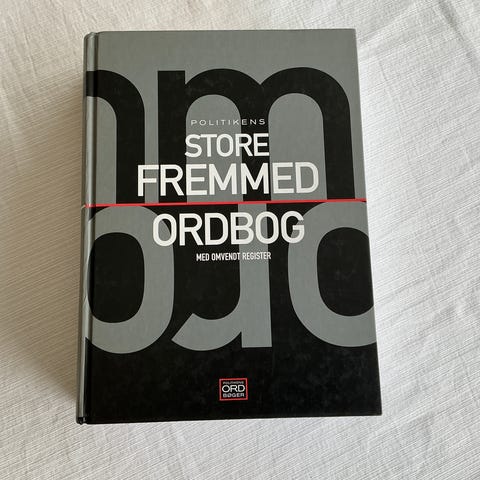 POLITIKENS
STORE
FREMMED
ORDBOG
MED OMVENDT REGISTER
POLITIKENS
ORD
BØGER